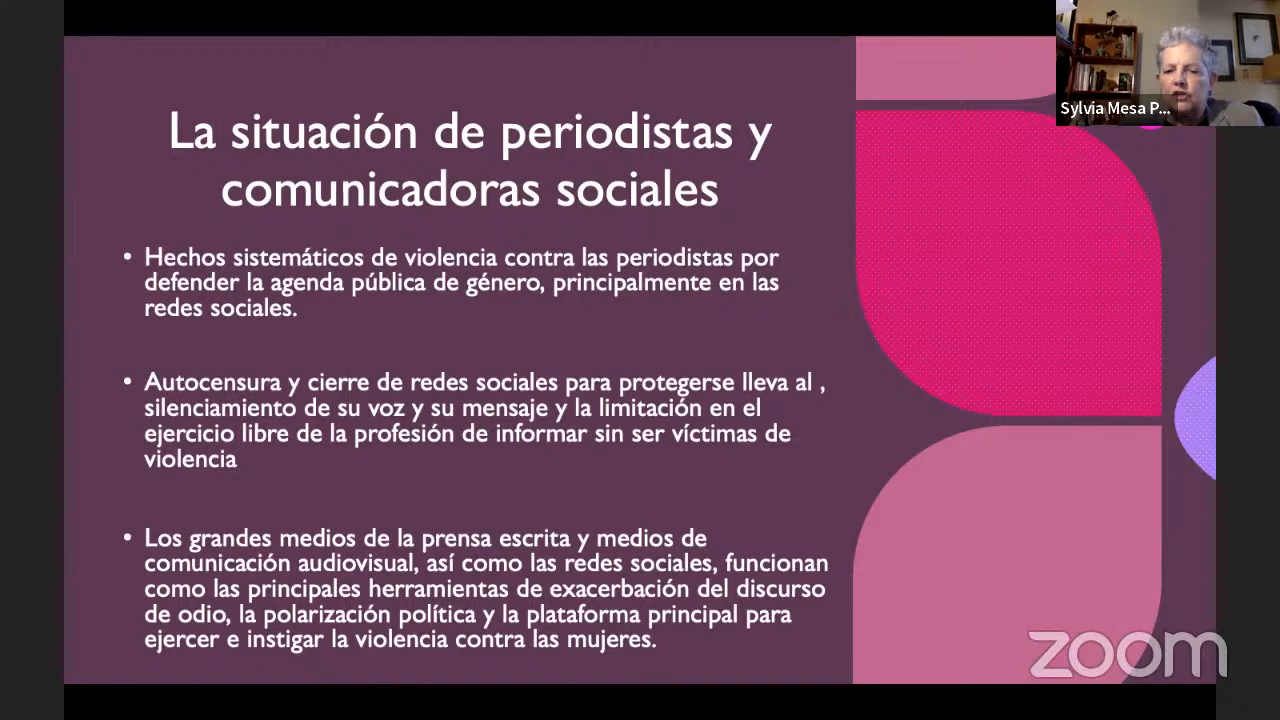 Sylvia Mesa P...
La situación de periodistas y
comunicadoras sociales
• Hechos sistemáticos de violencia contra las periodistas por
defender la agenda pública de género, principalmente en las
redes sociales.
• Autocensura y cierre de redes sociales para protegerse lleva al ,
silenciamiento de su voz y su mensaje y la limitación en el
ejercicio libre de la profesión de informar sin ser víctimas de
violencia
• Los grandes medios de la prensa escrita y medios de
comunicación audiovisual, así como las redes sociales, funcionan
como las principales herramientas de exacerbación del discurso
de odio, la polarización política y la plataforma principal para
ejercer e instigar la violencia contra las mujeres.
zoom